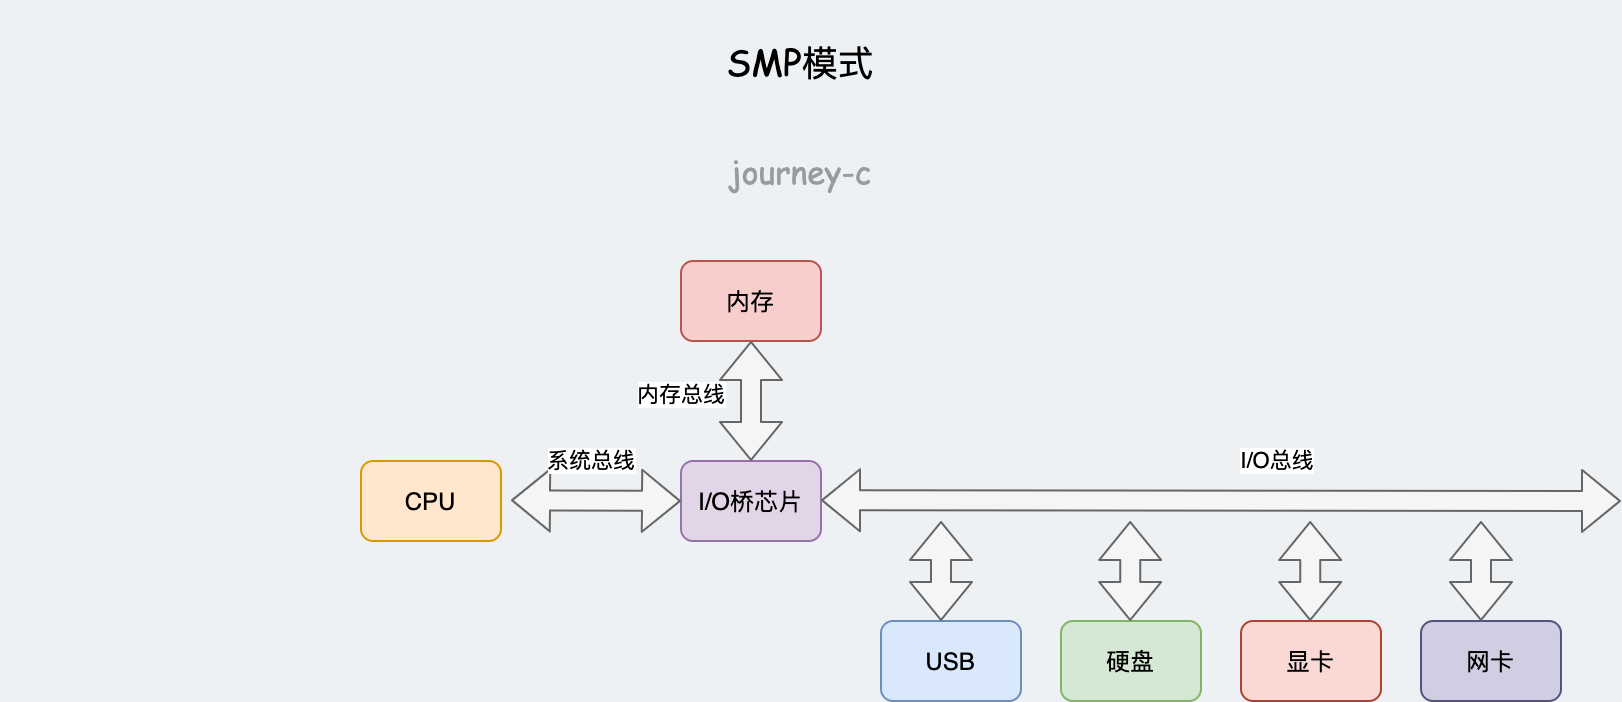 SMP模式
journey-c
内存
内存总线
系统总线
I/O总线
CPU
I/O桥芯片
USB
硬盘
显卡
网卡